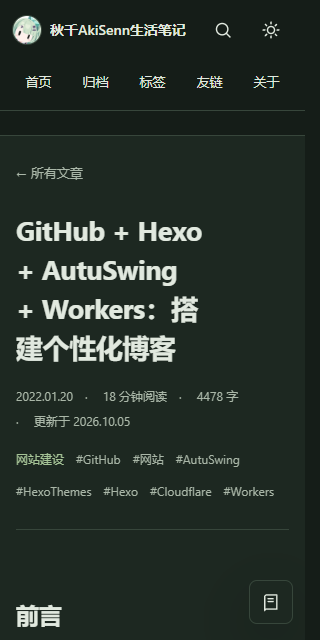 秋千AkiSenn生活笔记
首页 归档 标签 友链 关于
← 所有文章
GitHub + Hexo
+ AutuSwing
+ Workers：搭
建个性化博客
2022.01.20 · 18 分钟阅读 · 4478 字
· 更新于 2026.10.05
网站建设 #GitHub #网站 #AutuSwing
#HexoThemes #Hexo #Cloudflare #Workers
前言